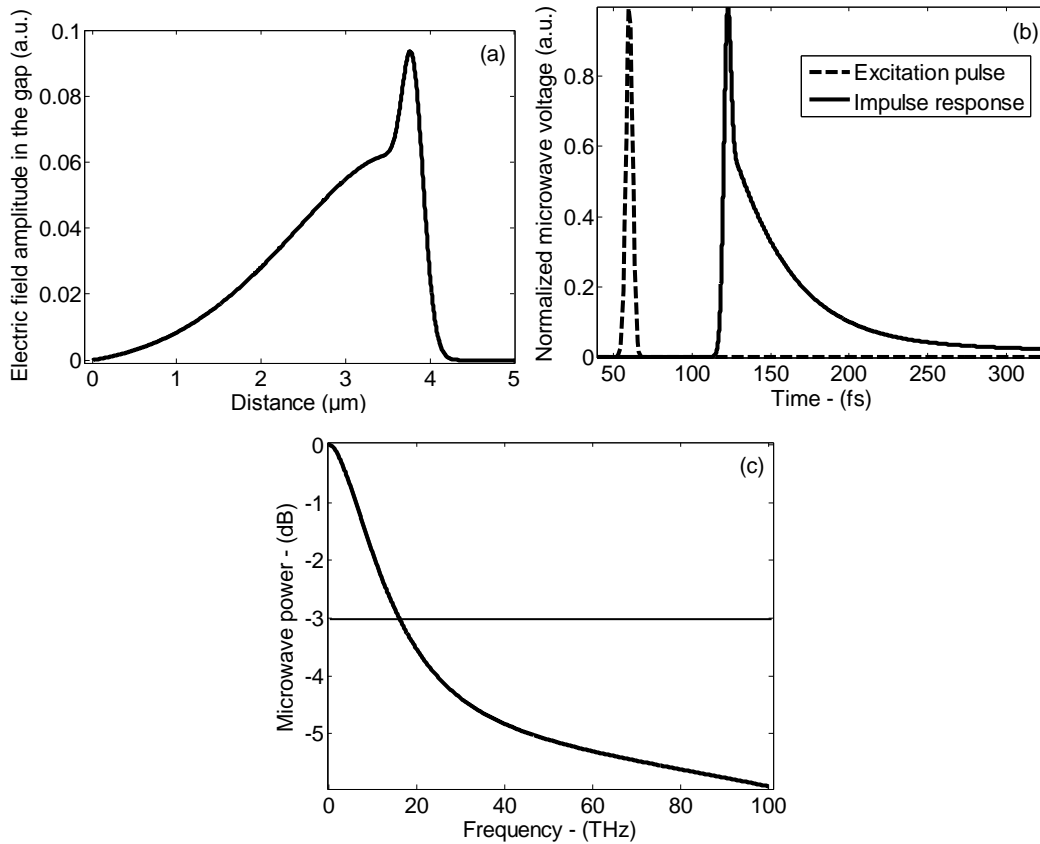 (a)
Electric field amplitude in the gap (a.u.)
0.1
0.08
0.06
0.04
0.02
0
0 1 2 3 4 5
Distance (µm)
(b)
Normalized microwave voltage (a.u.)
Excitation pulse
Impulse response
0.8
0.6
0.4
0.2
0
50 100 150 200 250 300
Time - (fs)
(c)
Microwave power - (dB)
0
-1
-2
-3
-4
-5
0 20 40 60 80 100
Frequency - (THz)